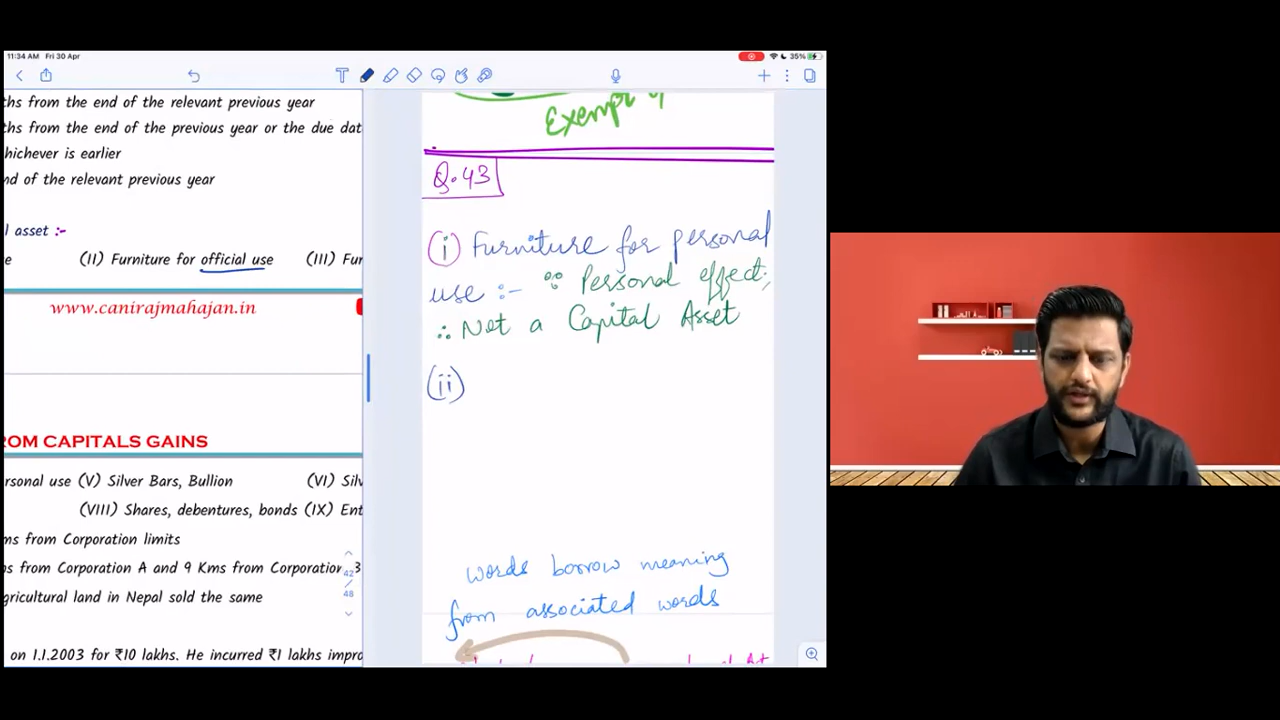 11:34 AM Fri 30 Apr
35%
ths from the end of the relevant previous year
ths from the end of the previous year or the due dat
hichever is earlier
nd of the relevant previous year
l asset :-
e (II) Furniture for official use (III) Fur
www.canirajmahajan.in
OM CAPITALS GAINS
rsonal use (V) Silver Bars, Bullion (VI) Silv
(VIII) Shares, debentures, bonds (IX) Ent
ms from Corporation limits
ns from Corporation A and 9 Kms from Corporation
gricultural land in Nepal sold the same
on 1.1.2003 for ₹10 lakhs. He incurred ₹1 lakhs impro
42
/
48
T
Exempt
Q.43
(i) Furniture for personal
use :- ∵ Personal effect;
∴ Not a Capital Asset
(ii)
words borrow meaning
from associated words